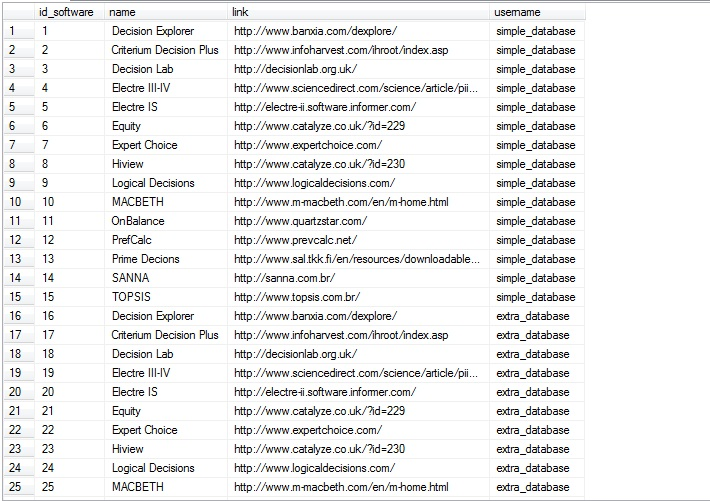 id_software name link username
1 1 Decision Explorer http://www.banxia.com/dexplore/ simple_database
2 2 Criterium Decision Plus http://www.infoharvest.com/ihroot/index.asp simple_database
3 3 Decision Lab http://decisionlab.org.uk/ simple_database
4 4 Electre III-IV http://www.sciencedirect.com/science/article/pii... simple_database
5 5 Electre IS http://electre-ii.software.informer.com/ simple_database
6 6 Equity http://www.catalyze.co.uk/?id=229 simple_database
7 7 Expert Choice http://www.expertchoice.com/ simple_database
8 8 Hiview http://www.catalyze.co.uk/?id=230 simple_database
9 9 Logical Decisions http://www.logicaldecisions.com/ simple_database
10 10 MACBETH http://www.m-macbeth.com/en/m-home.html simple_database
11 11 OnBalance http://www.quartzstar.com/ simple_database
12 12 PrefCalc http://www.prevcalc.net/ simple_database
13 13 Prime Decions http://www.sal.tkk.fi/en/resources/downloadable... simple_database
14 14 SANNA http://sanna.com.br/ simple_database
15 15 TOPSIS http://www.topsis.com.br/ simple_database
16 16 Decision Explorer http://www.banxia.com/dexplore/ extra_database
17 17 Criterium Decision Plus http://www.infoharvest.com/ihroot/index.asp extra_database
18 18 Decision Lab http://decisionlab.org.uk/ extra_database
19 19 Electre III-IV http://www.sciencedirect.com/science/article/pii... extra_database
20 20 Electre IS http://electre-ii.software.informer.com/ extra_database
21 21 Equity http://www.catalyze.co.uk/?id=229 extra_database
22 22 Expert Choice http://www.expertchoice.com/ extra_database
23 23 Hiview http://www.catalyze.co.uk/?id=230 extra_database
24 24 Logical Decisions http://www.logicaldecisions.com/ extra_database
25 25 MACBETH http://www.m-macbeth.com/en/m-home.html extra_database